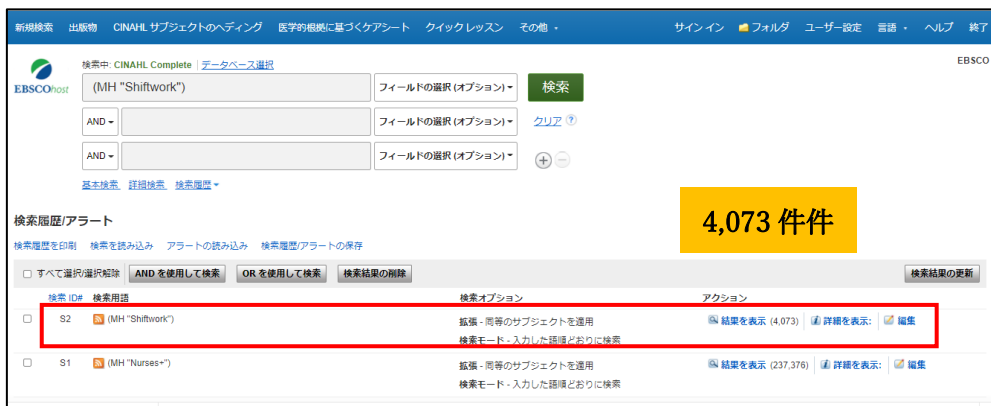 新規検索 出版物 CINAHL サブジェクトのヘディング 医学的根拠に基づくケアシート クイック レッスン その他 サイン イン フォルダ ユーザー設定 言語 ヘルプ 終了
検索中: CINAHL Complete データベース選択 EBSCO
EBSCOhost (MH "Shiftwork") フィールドの選択 (オプション) 検索
AND フィールドの選択 (オプション) クリア ?
AND フィールドの選択 (オプション)
基本検索 詳細検索 検索履歴
4,073 件件
検索履歴/アラート
検索履歴を印刷 検索を読み込み アラートの読み込み 検索履歴/アラートの保存
すべて選択/選択解除 AND を使用して検索 OR を使用して検索 検索結果の削除 検索結果の更新
検索 ID# 検索用語 検索オプション アクション
S2 (MH "Shiftwork") 拡張 - 同等のサブジェクトを適用 結果を表示 (4,073) 詳細を表示: 編集
検索モード - 入力した語順どおりに検索
S1 (MH "Nurses+") 拡張 - 同等のサブジェクトを適用 結果を表示 (237,376) 詳細を表示: 編集
検索モード - 入力した語順どおりに検索